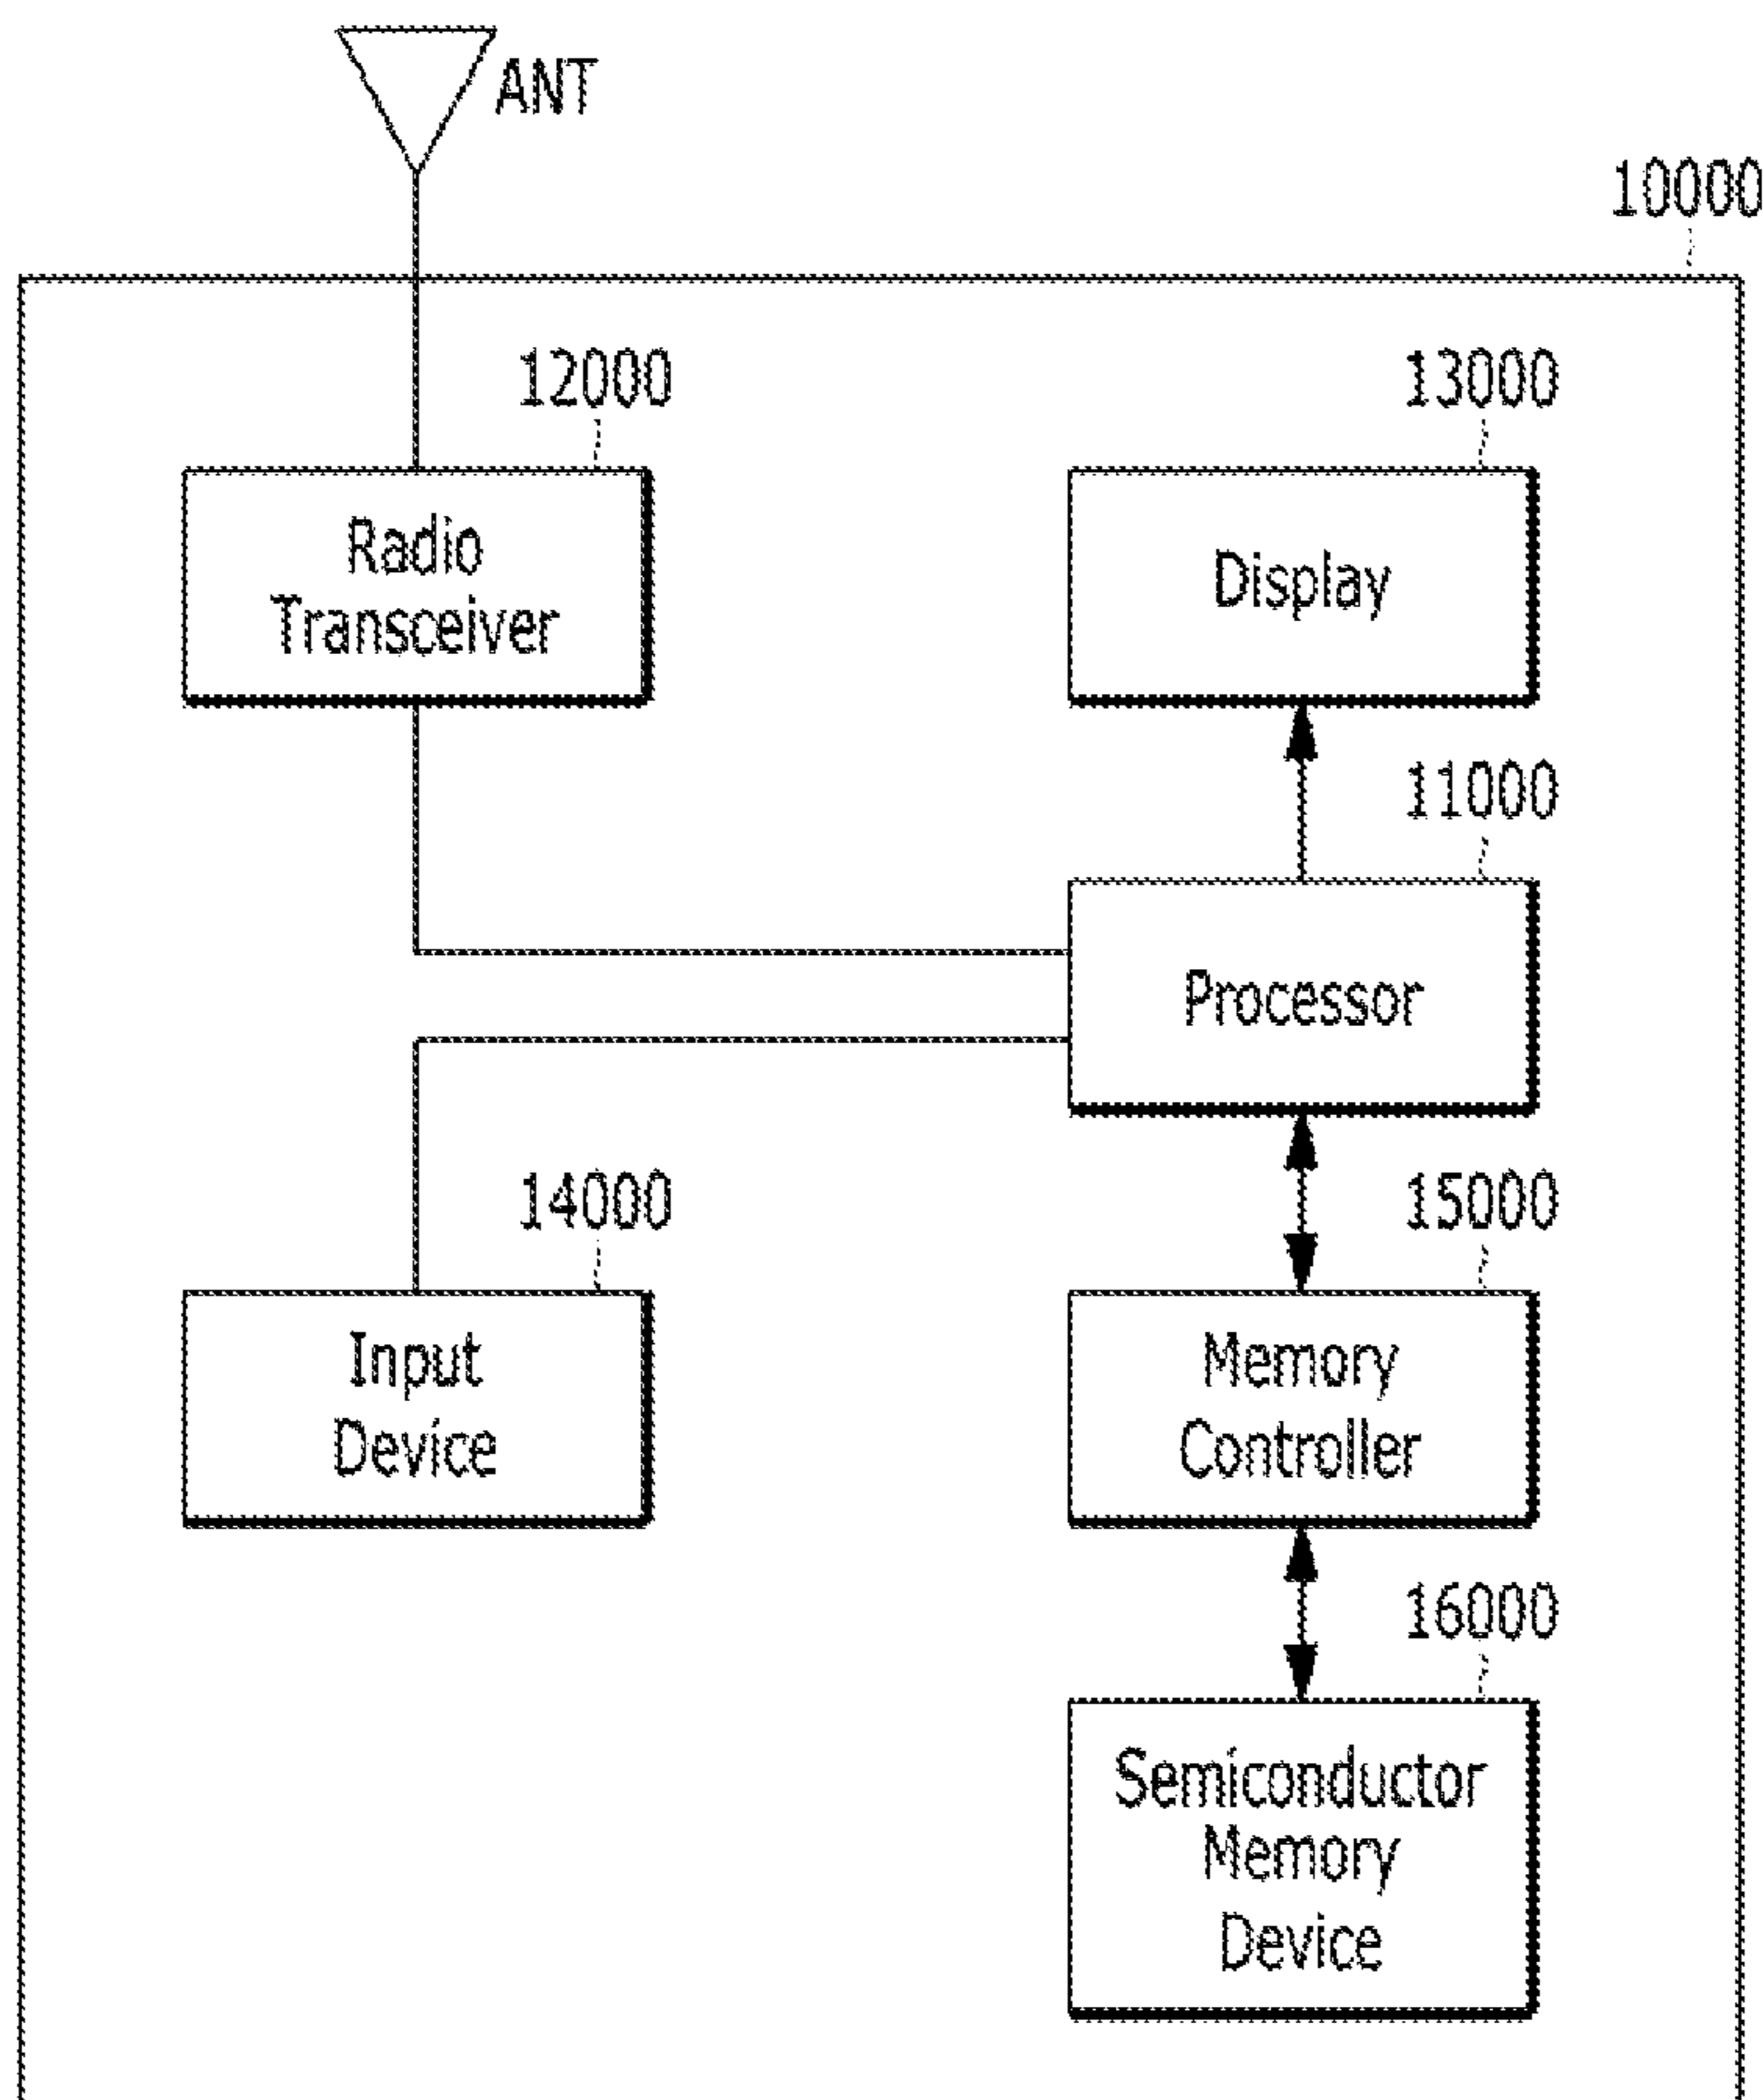 ANT
10000
12000
13000
Radio
Transceiver
Display
11000
Processor
14000
15000
Input
Device
Memory
Controller
16000
Semiconductor
Memory
Device